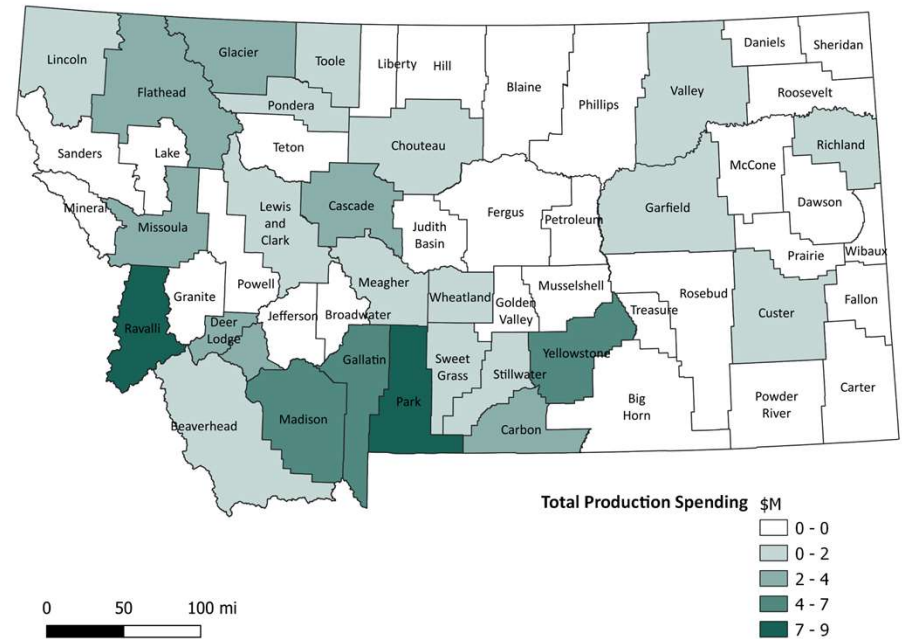 Lincoln
Flathead
Glacier
Toole
Liberty
Hill
Blaine
Phillips
Valley
Daniels
Sheridan
Roosevelt
Pondera
Teton
Chouteau
Sanders
Lake
Richland
McCone
Garfield
Dawson
Mineral
Missoula
Lewis
and
Clark
Cascade
Judith
Basin
Fergus
Petroleum
Prairie
Wibaux
Powell
Granite
Ravalli
Meagher
Wheatland
Golden
Valley
Musselshell
Treasure
Rosebud
Custer
Fallon
Deer
Lodge
Jefferson
Broadwater
Gallatin
Park
Sweet
Grass
Stillwater
Yellowstone
Big
Horn
Powder
River
Carter
Beaverhead
Madison
Carbon
Total Production Spending $M
0 - 0
0 - 2
2 - 4
4 - 7
7 - 9
0 50 100 mi